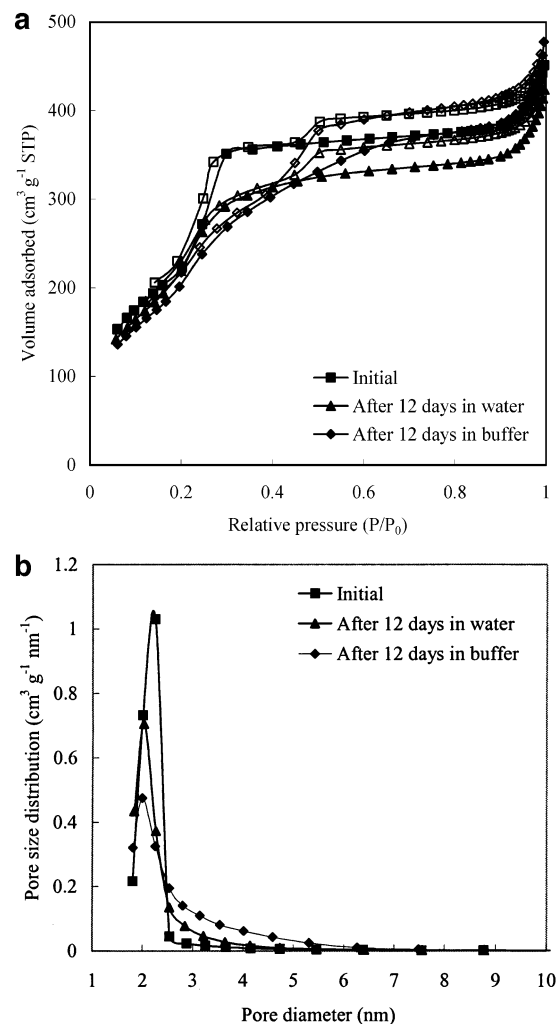 a
500
400
300
200
100
0
Volume adsorbed (cm³ g⁻¹ STP)
Initial
After 12 days in water
After 12 days in buffer
0 0.2 0.4 0.6 0.8 1
Relative pressure (P/P₀)
b
1.2
1
0.8
0.6
0.4
0.2
0
Pore size distribution (cm³ g⁻¹ nm⁻¹)
Initial
After 12 days in water
After 12 days in buffer
1 2 3 4 5 6 7 8 9 10
Pore diameter (nm)